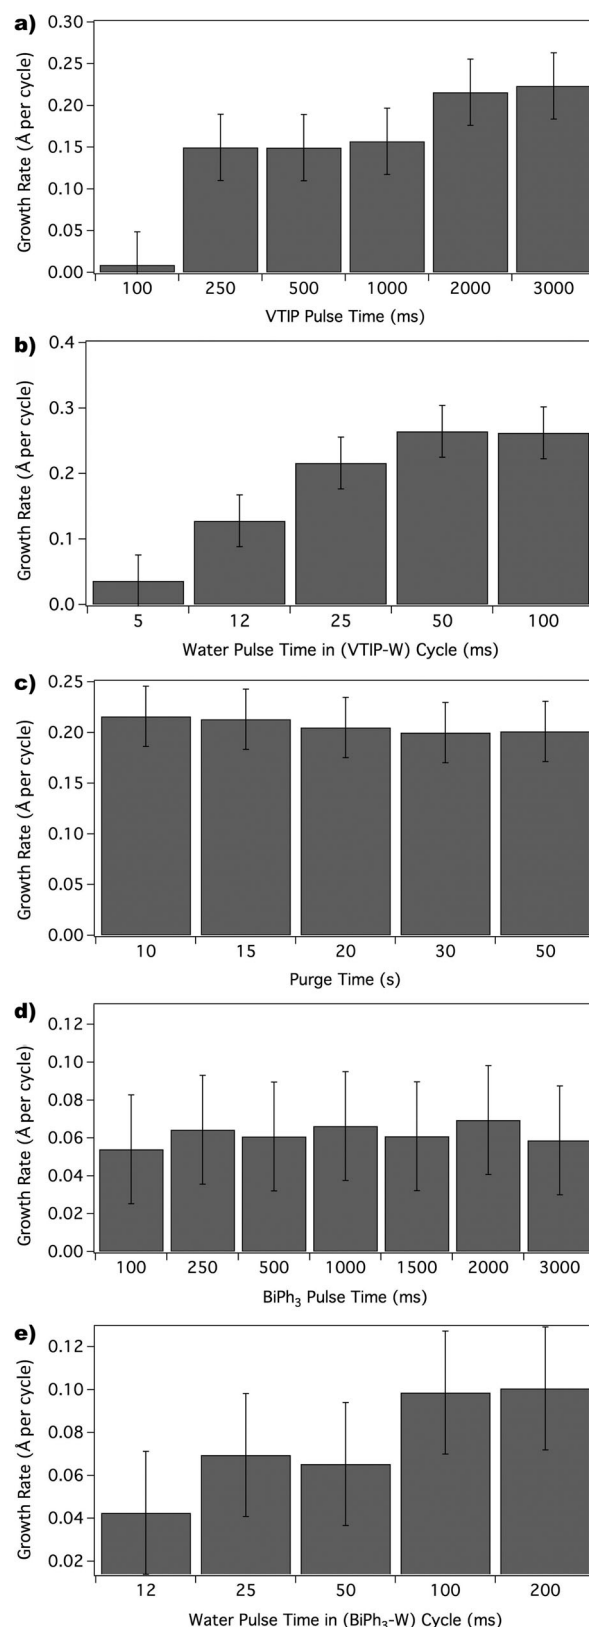 a)
Growth Rate (Å per cycle)
0.30
0.25
0.20
0.15
0.10
0.05
0.00
100 250 500 1000 2000 3000
VTIP Pulse Time (ms)
b)
Growth Rate (Å per cycle)
0.4
0.3
0.2
0.1
0.0
5 12 25 50 100
Water Pulse Time in (VTIP-W) Cycle (ms)
c)
Growth Rate (Å per cycle)
0.25
0.20
0.15
0.10
0.05
0.00
10 15 20 30 50
Purge Time (s)
d)
Growth Rate (Å per cycle)
0.12
0.10
0.08
0.06
0.04
0.02
0.00
100 250 500 1000 1500 2000 3000
BiPh₃ Pulse Time (ms)
e)
Growth Rate (Å per cycle)
0.12
0.10
0.08
0.06
0.04
0.02
12 25 50 100 200
Water Pulse Time in (BiPh₃-W) Cycle (ms)